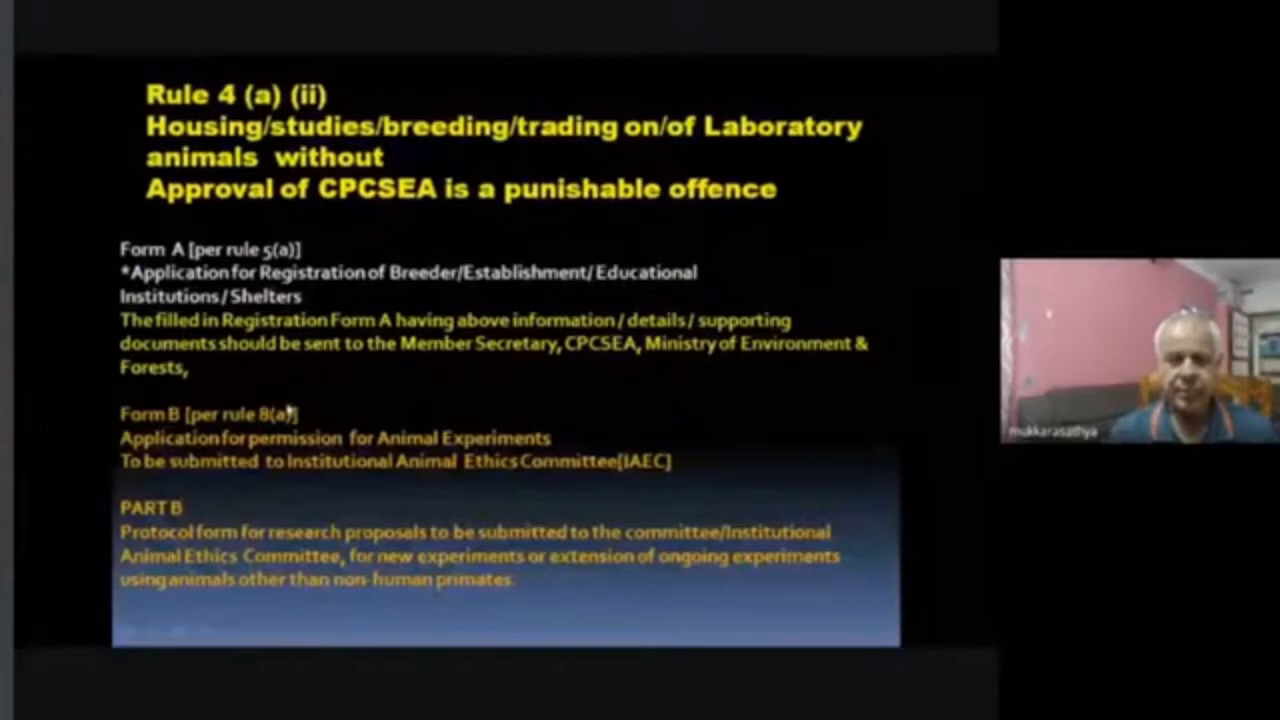 Rule 4 (a) (ii)
Housing/studies/breeding/trading on/of Laboratory
animals without
Approval of CPCSEA is a punishable offence
Form A [per rule 5(a)]
*Application for Registration of Breeder/Establishment/ Educational
Institutions / Shelters
The filled in Registration Form A having above information / details / supporting
documents should be sent to the Member Secretary, CPCSEA, Ministry of Environment &
Forests,
Form B [per rule 8(a)]
Application for permission for Animal Experiments
To be submitted to Institutional Animal Ethics Committee[IAEC]
PART B
Protocol form for research proposals to be submitted to the committee/Institutional
Animal Ethics Committee, for new experiments or extension of ongoing experiments
using animals other than non-human primates.
mukkarasathya